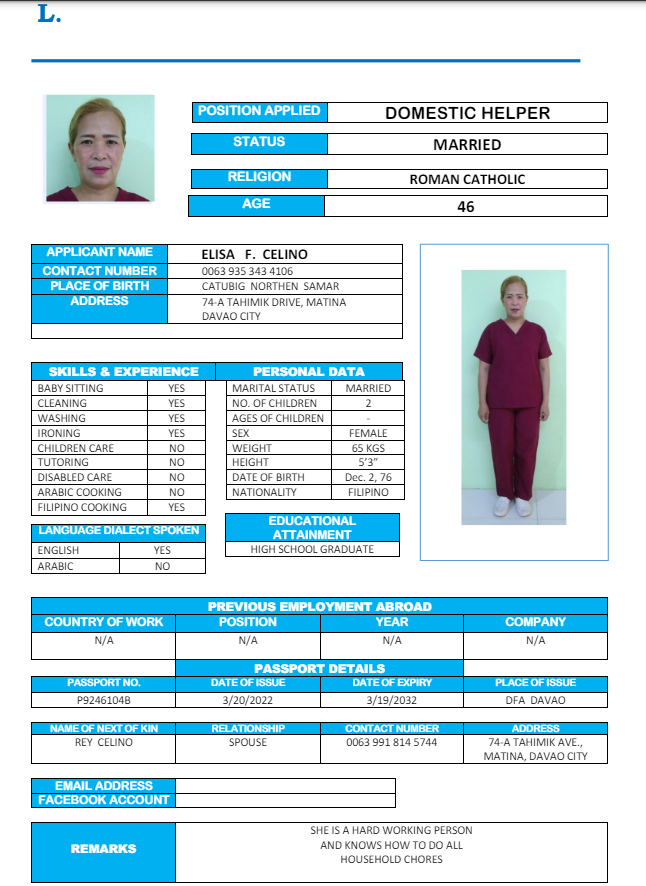 L.
POSITION APPLIED DOMESTIC HELPER
STATUS MARRIED
RELIGION ROMAN CATHOLIC
AGE 46
APPLICANT NAME ELISA F. CELINO
CONTACT NUMBER 0063 935 343 4106
PLACE OF BIRTH CATUBIG NORTHEN SAMAR
ADDRESS 74-A TAHIMIK DRIVE, MATINA
DAVAO CITY
SKILLS & EXPERIENCE
BABY SITTING YES
CLEANING YES
WASHING YES
IRONING YES
CHILDREN CARE NO
TUTORING NO
DISABLED CARE NO
ARABIC COOKING NO
FILIPINO COOKING YES
PERSONAL DATA
MARITAL STATUS MARRIED
NO. OF CHILDREN 2
AGES OF CHILDREN -
SEX FEMALE
WEIGHT 65 KGS
HEIGHT 5'3"
DATE OF BIRTH Dec. 2, 76
NATIONALITY FILIPINO
LANGUAGE DIALECT SPOKEN
ENGLISH YES
ARABIC NO
EDUCATIONAL
ATTAINMENT
HIGH SCHOOL GRADUATE
PREVIOUS EMPLOYMENT ABROAD
COUNTRY OF WORK POSITION YEAR COMPANY
N/A N/A N/A N/A
PASSPORT DETAILS
PASSPORT NO. DATE OF ISSUE DATE OF EXPIRY PLACE OF ISSUE
P9246104B 3/20/2022 3/19/2032 DFA DAVAO
NAME OF NEXT OF KIN RELATIONSHIP CONTACT NUMBER ADDRESS
REY CELINO SPOUSE 0063 991 814 5744 74-A TAHIMIK AVE.,
MATINA, DAVAO CITY
EMAIL ADDRESS
FACEBOOK ACCOUNT
REMARKS
SHE IS A HARD WORKING PERSON
AND KNOWS HOW TO DO ALL
HOUSEHOLD CHORES